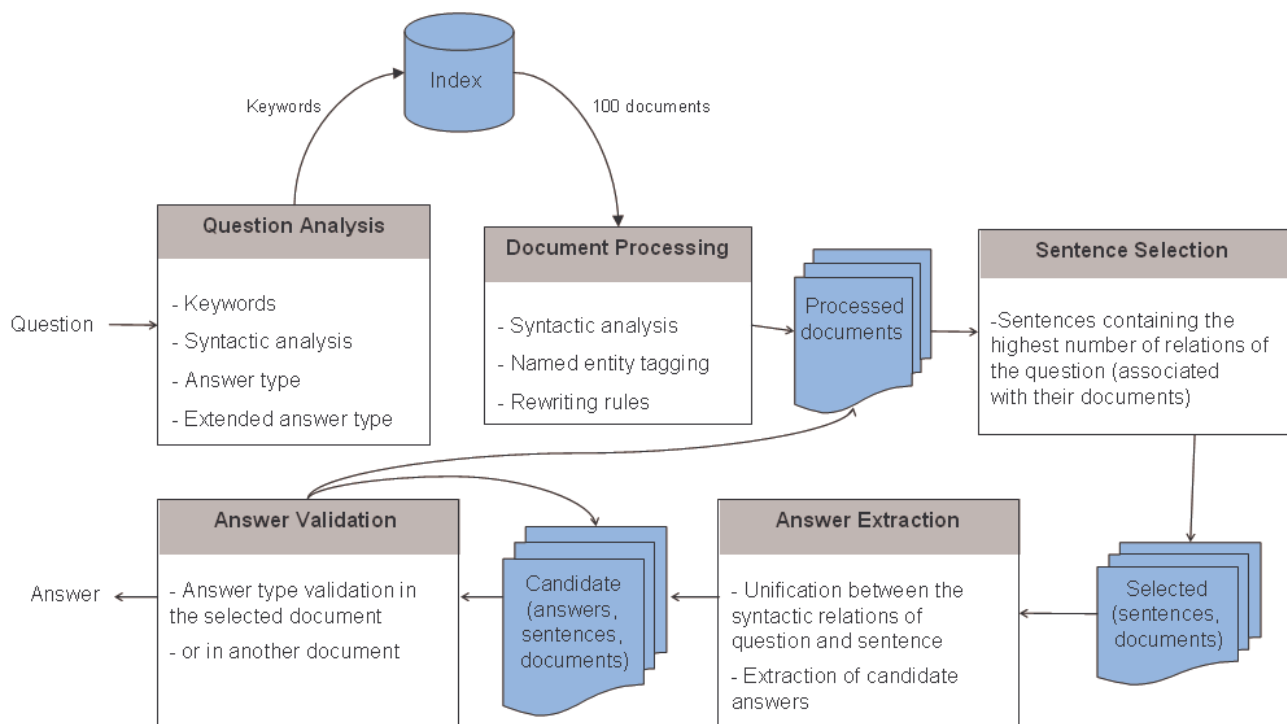 Index
Keywords
100 documents
Question Analysis
Question
- Keywords
- Syntactic analysis
- Answer type
- Extended answer type
Document Processing
- Syntactic analysis
- Named entity tagging
- Rewriting rules
Processed
documents
Sentence Selection
-Sentences containing the
highest number of relations of
the question (associated
with their documents)
Answer Validation
Answer
- Answer type validation in
the selected document
- or in another document
Candidate
(answers,
sentences,
documents)
Answer Extraction
- Unification between the
syntactic relations of
question and sentence
- Extraction of candidate
answers
Selected
(sentences,
documents)